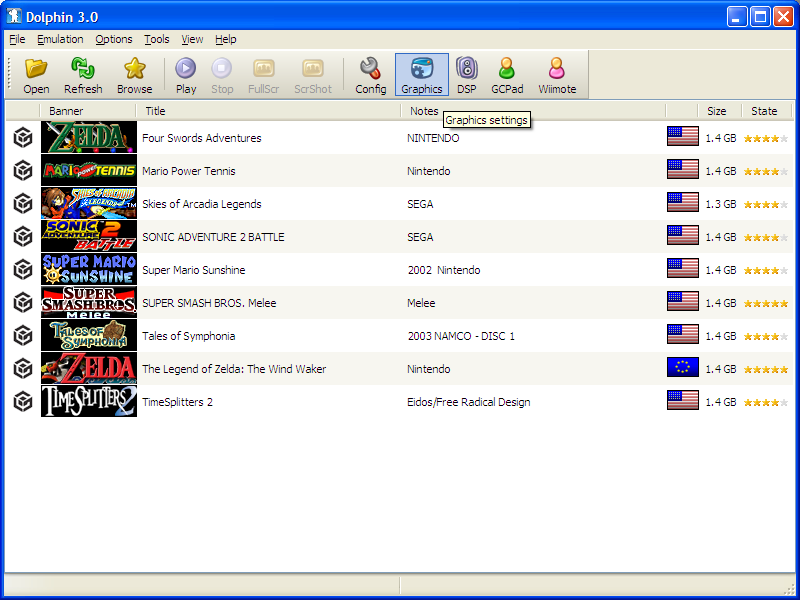 Dolphin 3.0
File Emulation Options Tools View Help
Open Refresh Browse Play Stop FullScr ScrShot Config Graphics DSP GCPad Wiimote
Banner Title Notes Size State
Graphics settings
ZELDA Four Swords Adventures NINTENDO 1.4 GB
MARIO POWER TENNIS Mario Power Tennis Nintendo 1.4 GB
SKIES OF ARCADIA LEGENDS TM Skies of Arcadia Legends SEGA 1.3 GB
SONIC ADVENTURE 2 BATTLE SONIC ADVENTURE 2 BATTLE SEGA 1.4 GB
SUPER MARIO SUNSHINE Super Mario Sunshine 2002 Nintendo 1.4 GB
SUPER SMASH BROS. Melee SUPER SMASH BROS. Melee Melee 1.4 GB
TALES OF SYMPHONIA Tales of Symphonia 2003 NAMCO - DISC 1 1.4 GB
ZELDA The Legend of Zelda: The Wind Waker Nintendo 1.4 GB
TIMESPLITTERS 2 TimeSplitters 2 Eidos/Free Radical Design 1.4 GB